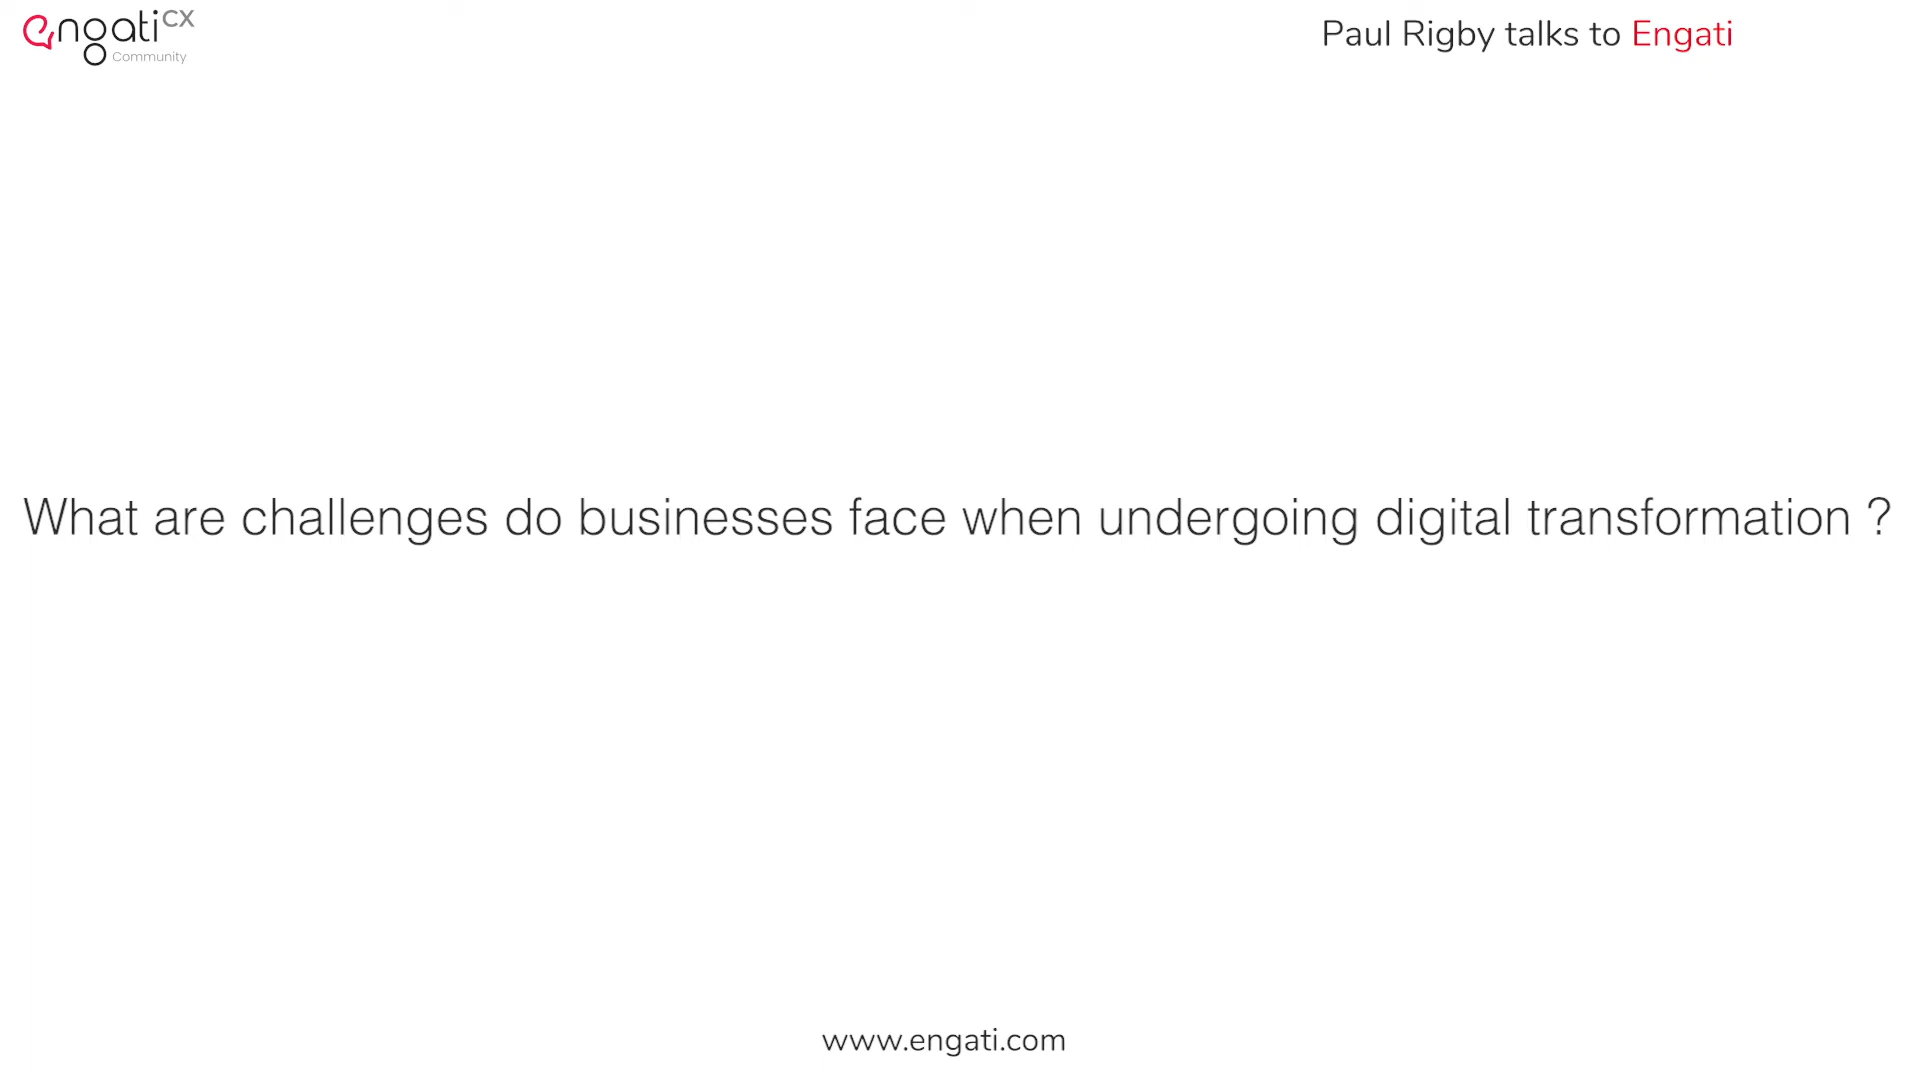 engati CX
Community
Paul Rigby talks to Engati
What are challenges do businesses face when undergoing digital transformation ?
www.engati.com